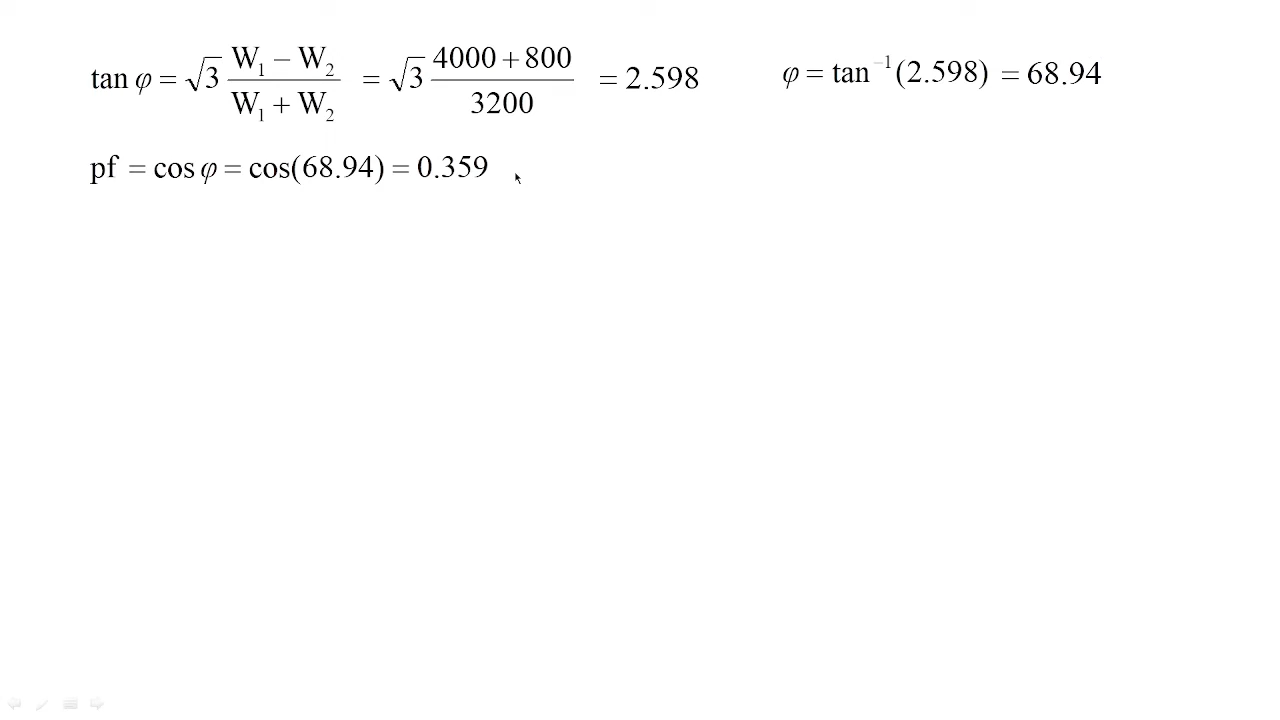 tan φ = √3 (W₁ − W₂)/(W₁ + W₂) = √3 (4000 + 800)/3200 = 2.598 φ = tan⁻¹(2.598) = 68.94
pf = cos φ = cos(68.94) = 0.359